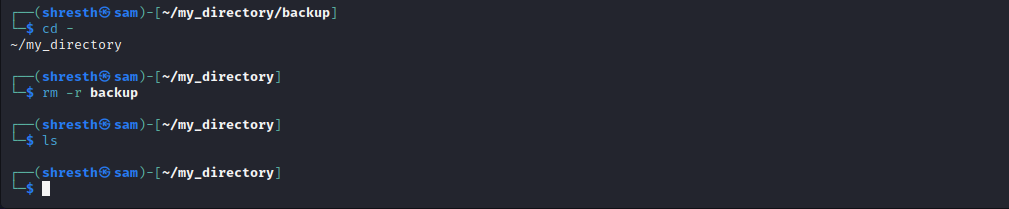 ┌──(shresth㉿sam)-[~/my_directory/backup]
└─$ cd -
~/my_directory
┌──(shresth㉿sam)-[~/my_directory]
└─$ rm -r backup
┌──(shresth㉿sam)-[~/my_directory]
└─$ ls
┌──(shresth㉿sam)-[~/my_directory]
└─$